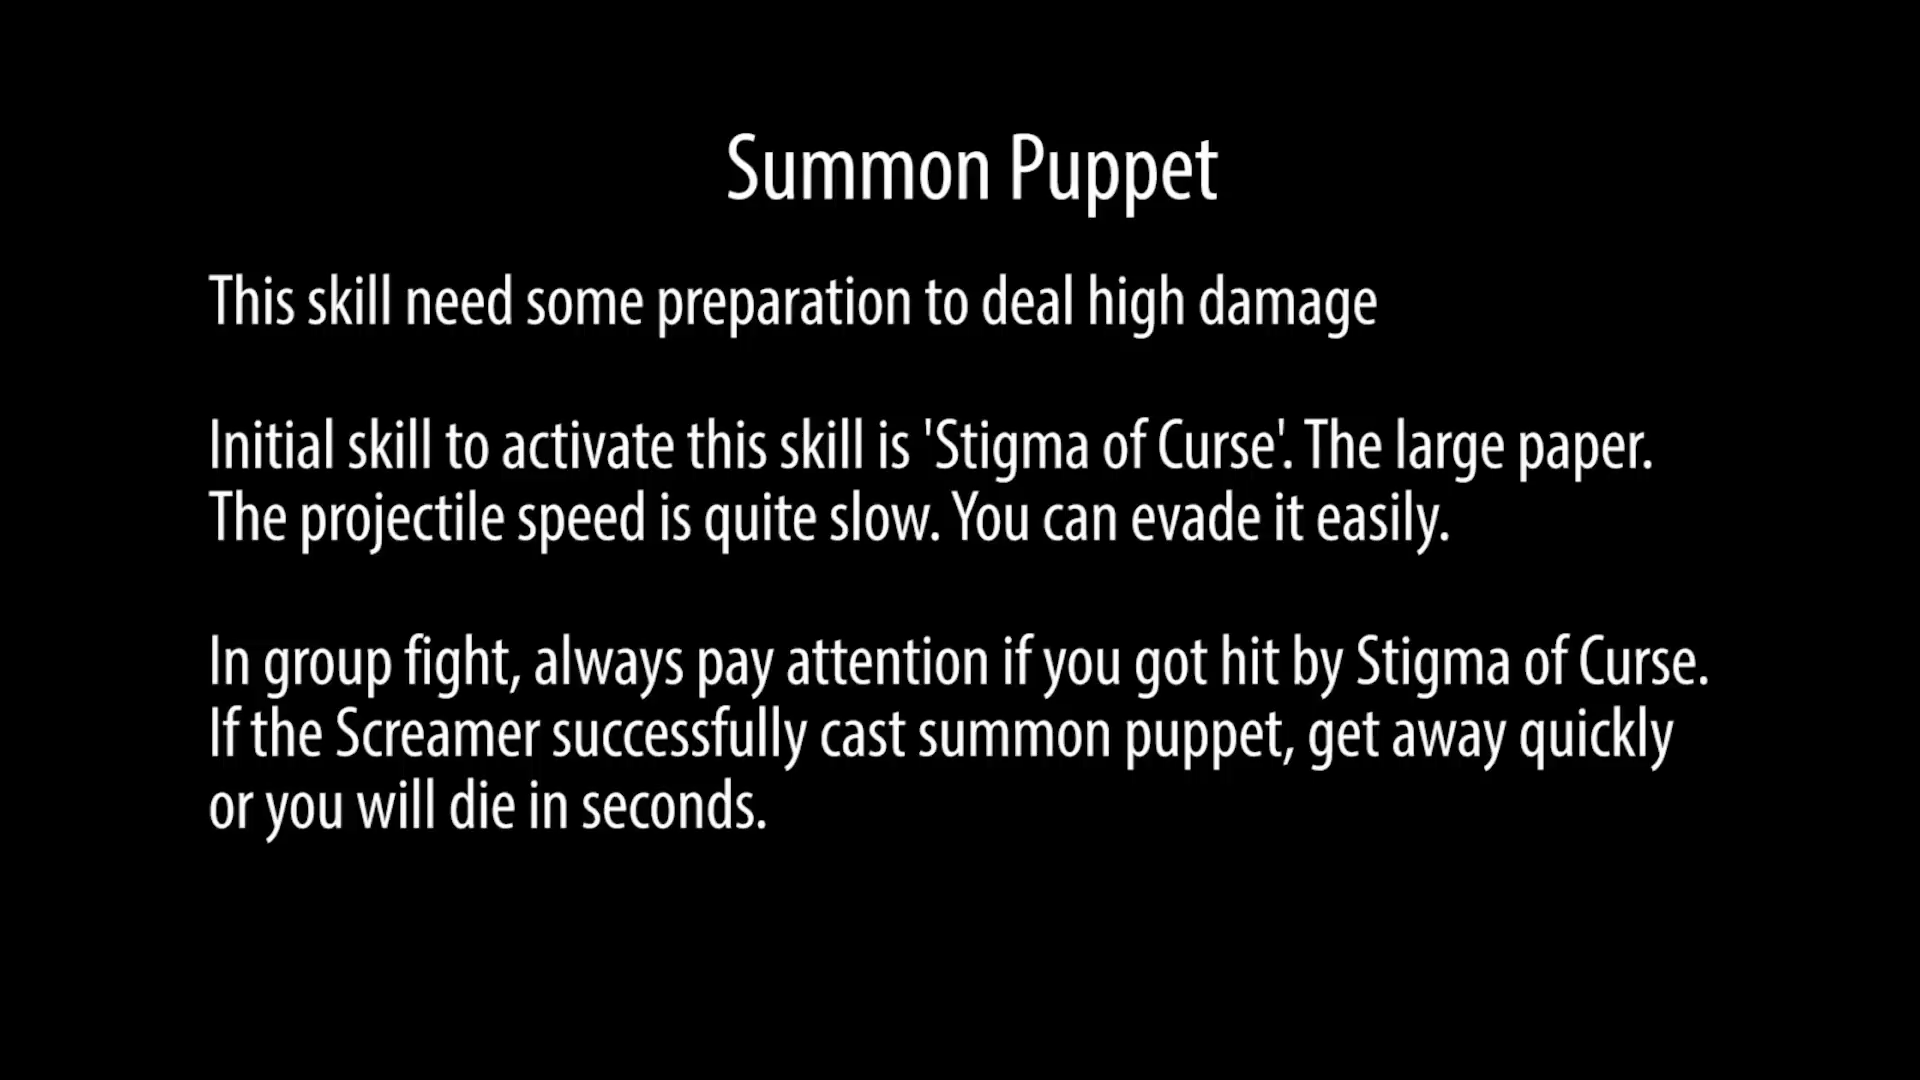 Summon Puppet
This skill need some preparation to deal high damage
Initial skill to activate this skill is 'Stigma of Curse'. The large paper.
The projectile speed is quite slow. You can evade it easily.
In group fight, always pay attention if you got hit by Stigma of Curse.
If the Screamer successfully cast summon puppet, get away quickly
or you will die in seconds.